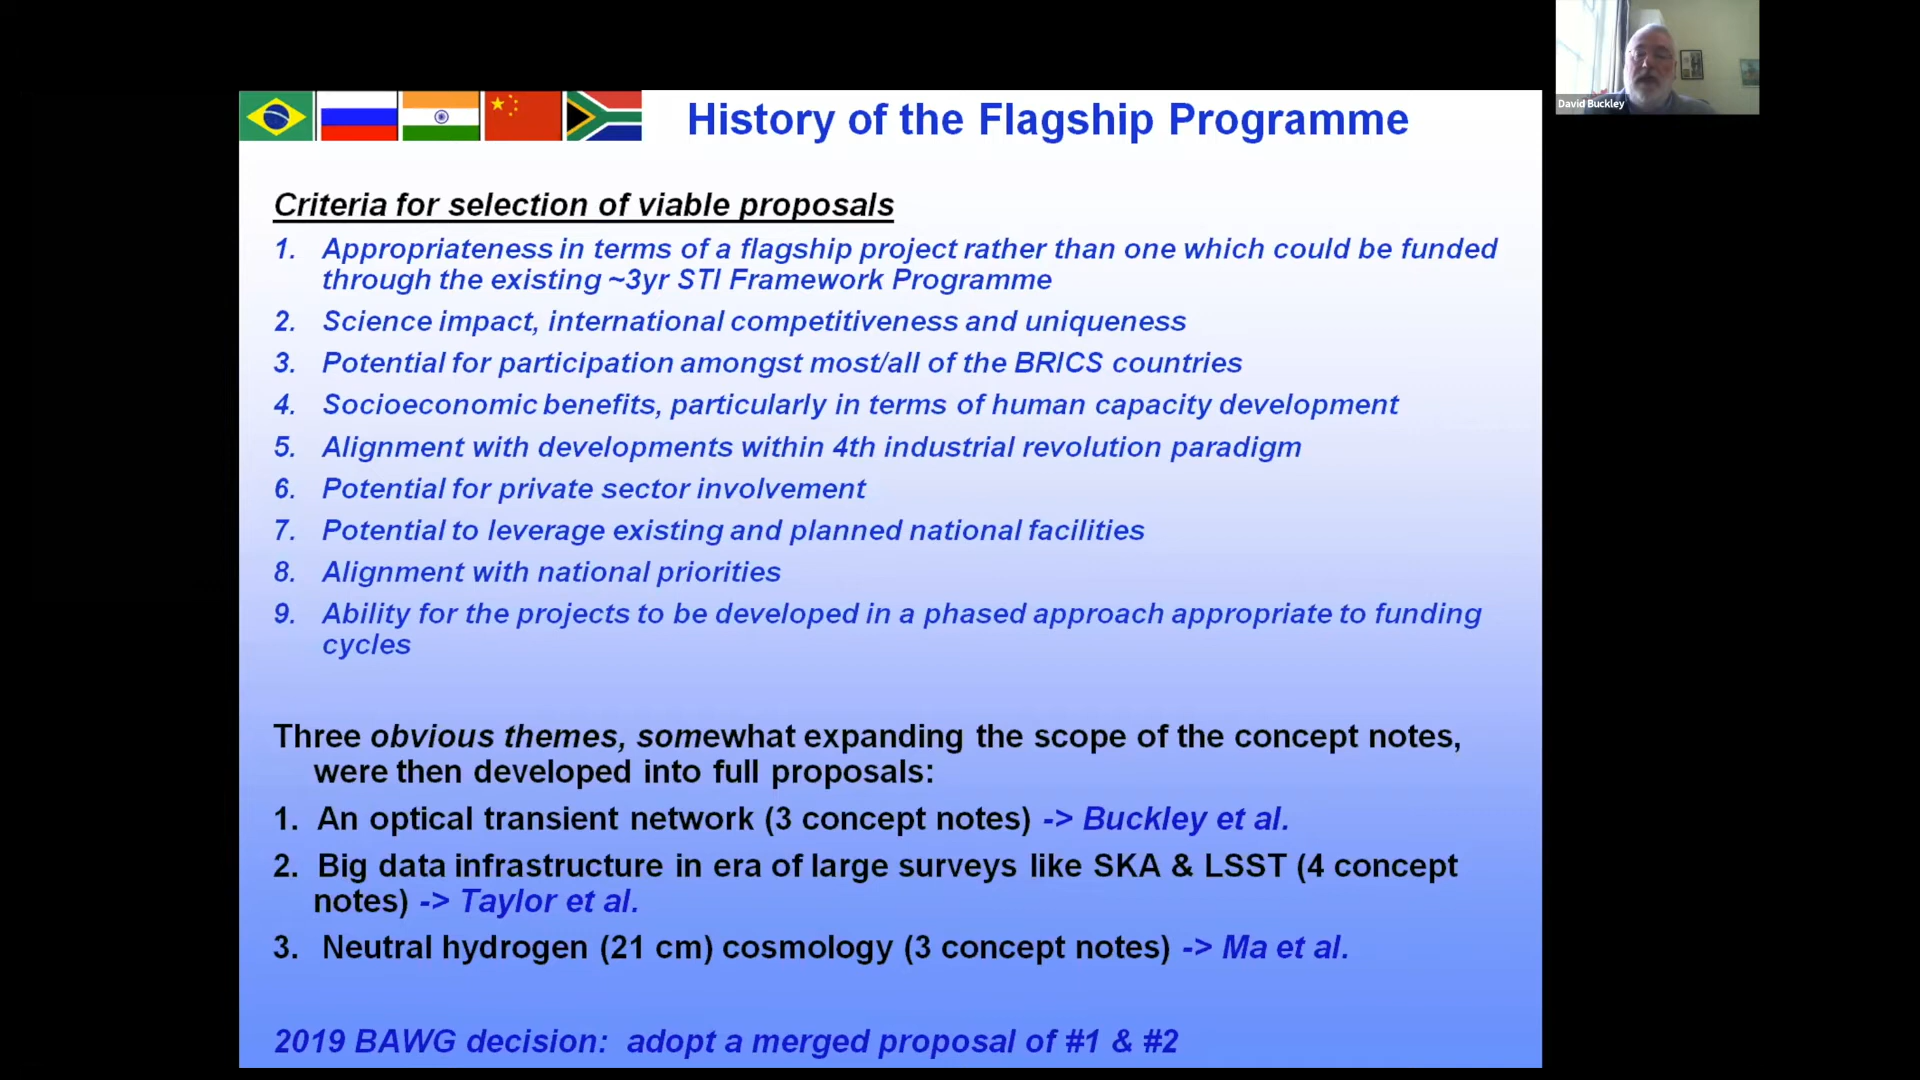 History of the Flagship Programme
David Buckley
Criteria for selection of viable proposals
1. Appropriateness in terms of a flagship project rather than one which could be funded
through the existing ~3yr STI Framework Programme
2. Science impact, international competitiveness and uniqueness
3. Potential for participation amongst most/all of the BRICS countries
4. Socioeconomic benefits, particularly in terms of human capacity development
5. Alignment with developments within 4th industrial revolution paradigm
6. Potential for private sector involvement
7. Potential to leverage existing and planned national facilities
8. Alignment with national priorities
9. Ability for the projects to be developed in a phased approach appropriate to funding
cycles
Three obvious themes, somewhat expanding the scope of the concept notes,
were then developed into full proposals:
1. An optical transient network (3 concept notes) -> Buckley et al.
2. Big data infrastructure in era of large surveys like SKA & LSST (4 concept
notes) -> Taylor et al.
3. Neutral hydrogen (21 cm) cosmology (3 concept notes) -> Ma et al.
2019 BAWG decision: adopt a merged proposal of #1 & #2